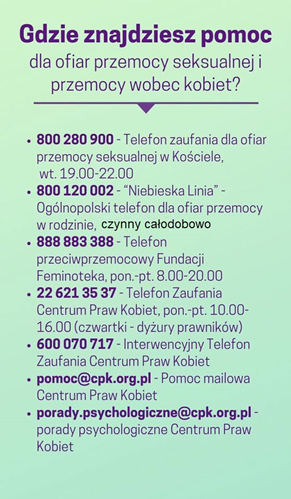 Gdzie znajdziesz pomoc
dla ofiar przemocy seksualnej i
przemocy wobec kobiet?
• 800 280 900 - Telefon zaufania dla ofiar
przemocy seksualnej w Kościele,
wt. 19.00-22.00
• 800 120 002 - “Niebieska Linia” -
Ogólnopolski telefon dla ofiar przemocy
w rodzinie, czynny całodobowo
• 888 883 388 - Telefon
przeciwprzemocowy Fundacji
Feminoteka, pon.-pt. 8.00-20.00
• 22 621 35 37 - Telefon Zaufania
Centrum Praw Kobiet, pon.-pt. 10.00-
16.00 (czwartki - dyżury prawników)
• 600 070 717 - Interwencyjny Telefon
Zaufania Centrum Praw Kobiet
• pomoc@cpk.org.pl - Pomoc mailowa
Centrum Praw Kobiet
• porady.psychologiczne@cpk.org.pl -
porady psychologiczne Centrum Praw
Kobiet